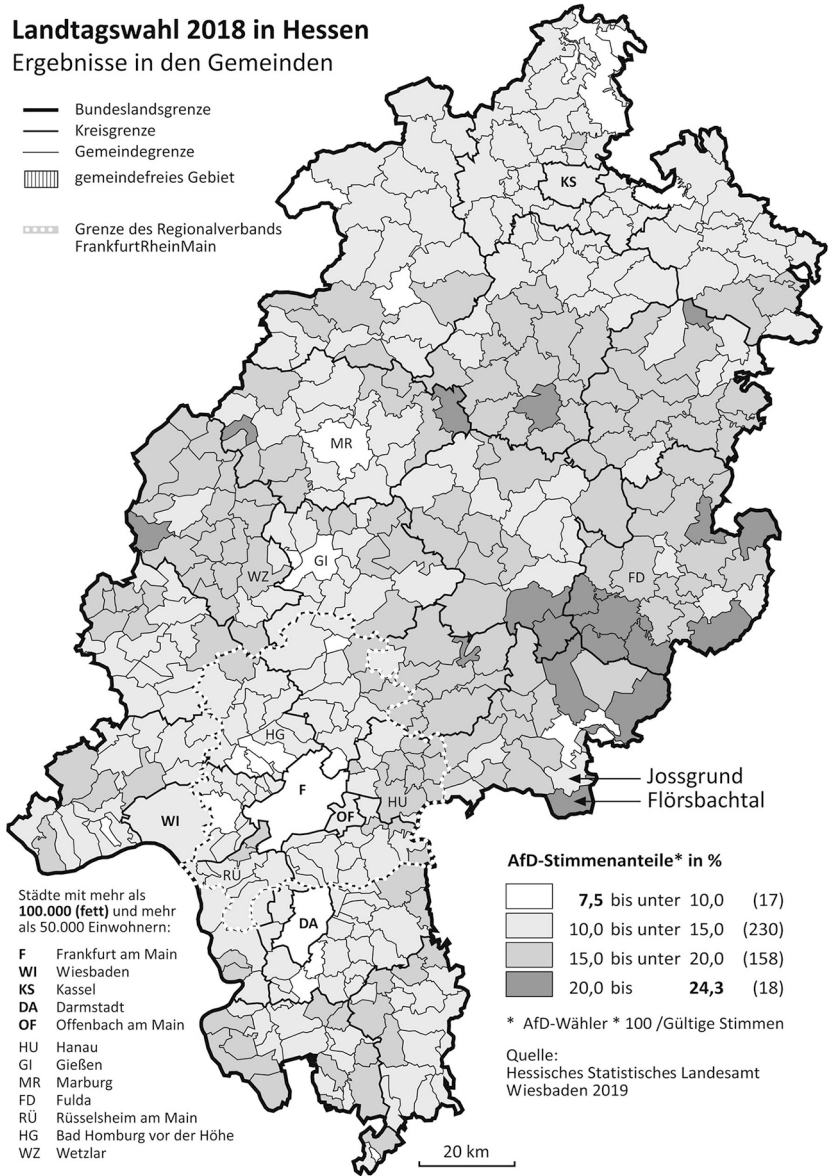 Landtagswahl 2018 in Hessen
Ergebnisse in den Gemeinden
Bundeslandsgrenze
Kreisgrenze
Gemeindegrenze
gemeindefreies Gebiet
Grenze des Regionalverbands
FrankfurtRheinMain
KS
MR
GI
WZ
FD
HG
F
HU
OF
WI
RÜ
DA
Jossgrund
Flörsbachtal
Städte mit mehr als
100.000 (fett) und mehr
als 50.000 Einwohnern:
F Frankfurt am Main
WI Wiesbaden
KS Kassel
DA Darmstadt
OF Offenbach am Main
HU Hanau
GI Gießen
MR Marburg
FD Fulda
RÜ Rüsselsheim am Main
HG Bad Homburg vor der Höhe
WZ Wetzlar
AfD-Stimmenanteile* in %
7,5 bis unter 10,0 (17)
10,0 bis unter 15,0 (230)
15,0 bis unter 20,0 (158)
20,0 bis 24,3 (18)
* AfD-Wähler * 100 /Gültige Stimmen
Quelle:
Hessisches Statistisches Landesamt
Wiesbaden 2019
20 km